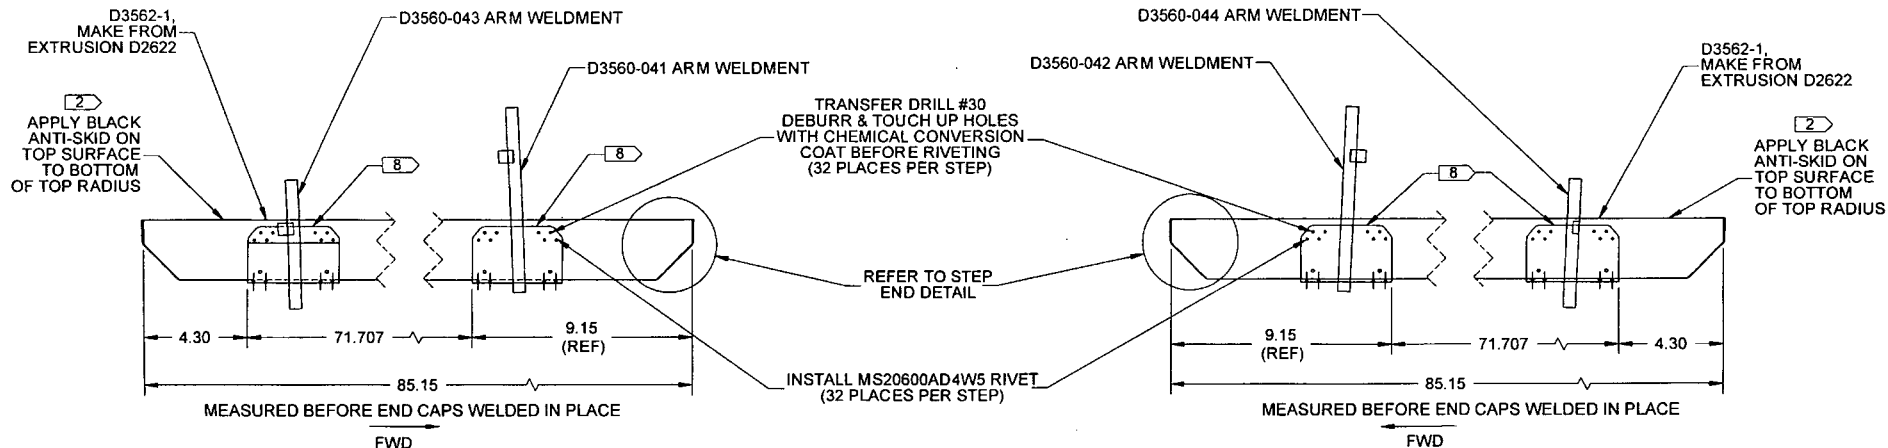 D3562-1,
MAKE FROM
EXTRUSION D2622
D3560-043 ARM WELDMENT
D3560-041 ARM WELDMENT
2
APPLY BLACK
ANTI-SKID ON
TOP SURFACE
TO BOTTOM
OF TOP RADIUS
8
8
TRANSFER DRILL #30
DEBURR & TOUCH UP HOLES
WITH CHEMICAL CONVERSION
COAT BEFORE RIVETING
(32 PLACES PER STEP)
REFER TO STEP
END DETAIL
INSTALL MS20600AD4W5 RIVET
(32 PLACES PER STEP)
4.30
71.707
9.15
(REF)
85.15
MEASURED BEFORE END CAPS WELDED IN PLACE
FWD
D3560-044 ARM WELDMENT
D3560-042 ARM WELDMENT
D3562-1,
MAKE FROM
EXTRUSION D2622
2
APPLY BLACK
ANTI-SKID ON
TOP SURFACE
TO BOTTOM
OF TOP RADIUS
8
9.15
(REF)
71.707
4.30
85.15
MEASURED BEFORE END CAPS WELDED IN PLACE
FWD